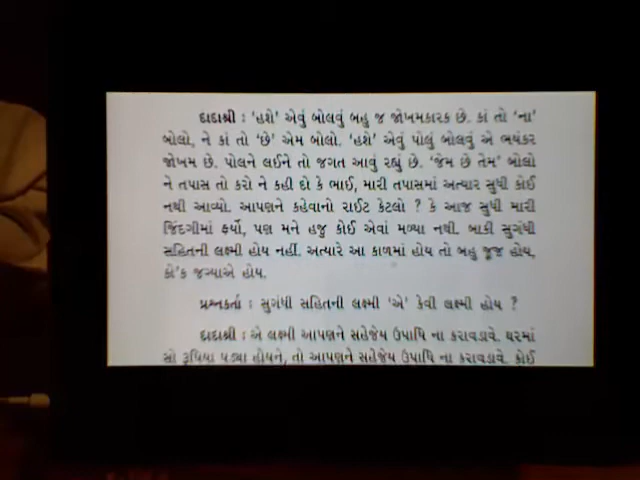 દાદાશ્રી : ‘હશે’ એવું બોલવું બહુ જ જોખમકારક છે. કાં તો ‘ના’
બોલો, ને કાં તો ‘છે’ એમ બોલો. ‘હશે’ એવું પોલું બોલવું એ ભયંકર
જોખમ છે. પોલને લઈને તો જગત આવું રહ્યું છે. ‘જેમ છે તેમ’ બોલો
ને તપાસ તો કરો ને કહી દો કે ભાઈ, મારી તપાસમાં અત્યાર સુધી કોઈ
નથી આવ્યો. આપણને કહેવાનો રાઈટ કેટલો ? કે આજ સુધી મારી
જિંદગીમાં ફર્યો, પણ મને હજુ કોઈ એવાં મળ્યા નથી. બાકી સુગંધી
સહિતની લક્ષ્મી હોય નહીં. અત્યારે આ કાળમાં હોય તો બહુ જૂજ હોય,
કો'ક જગ્યાએ હોય.
પ્રશ્નકર્તા : સુગંધી સહિતની લક્ષ્મી ‘એ’ કેવી લક્ષ્મી હોય ?
દાદાશ્રી : એ લક્ષ્મી આપણને સહેજેય ઉપાધિ ના કરાવડાવે. ઘરમાં
સો રૂપિયા પડ્યા હોયને, તો આપણને સહેજેય ઉપાધિ ના કરાવડાવે. કોઈ